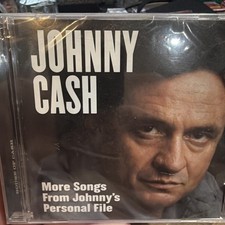 JOHNNY
CASH
More Songs
From Johnny's
Personal File